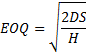 EOQ = √(2DS/H)